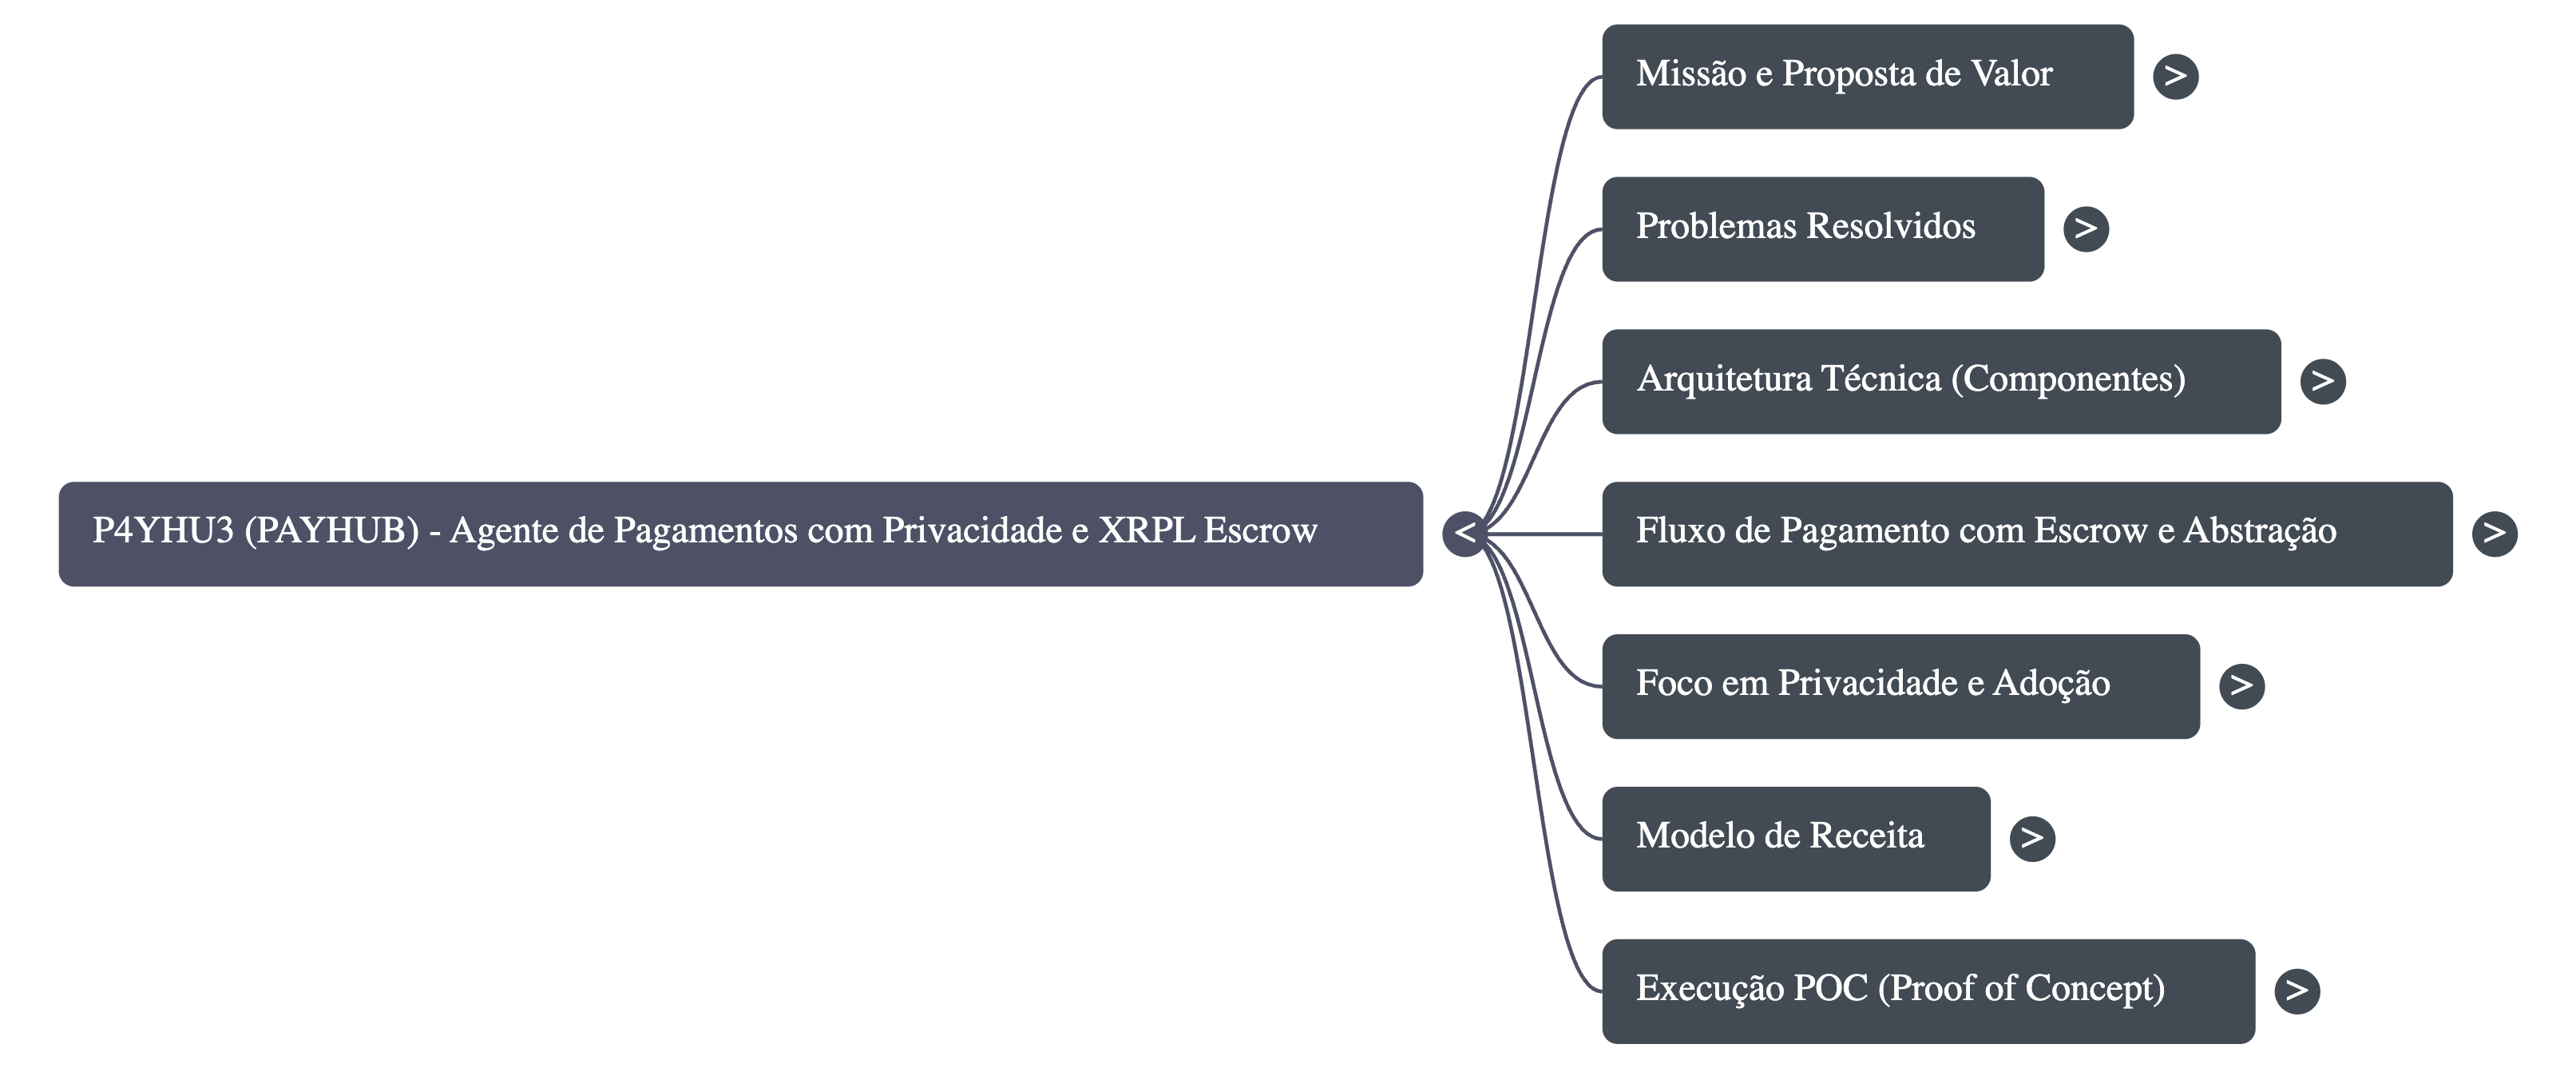 Missão e Proposta de Valor
>
Problemas Resolvidos
>
Arquitetura Técnica (Componentes)
>
P4YHU3 (PAYHUB) - Agente de Pagamentos com Privacidade e XRPL Escrow
<
Fluxo de Pagamento com Escrow e Abstração
>
Foco em Privacidade e Adoção
>
Modelo de Receita
>
Execução POC (Proof of Concept)
>